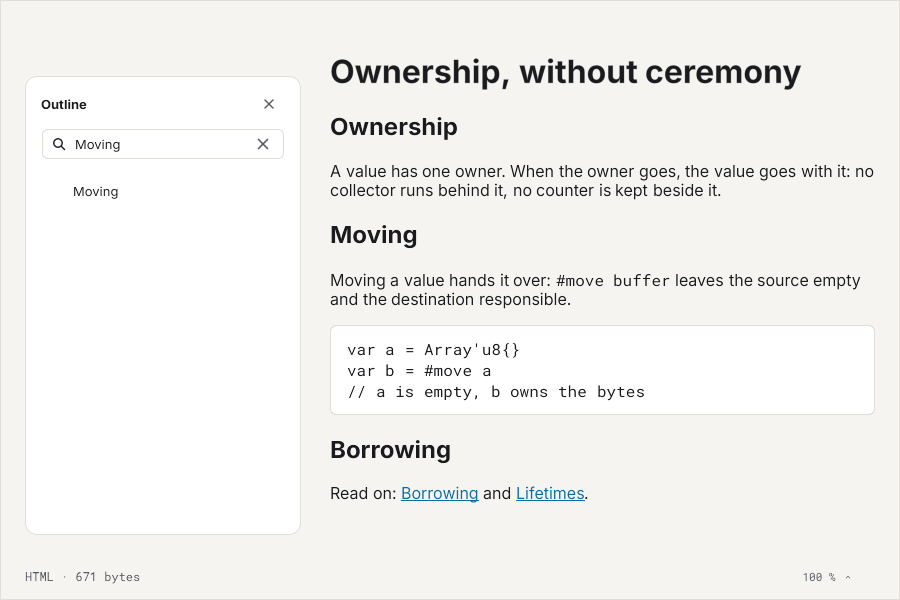 Outline
Moving
Moving
Ownership, without ceremony
Ownership
A value has one owner. When the owner goes, the value goes with it: no
collector runs behind it, no counter is kept beside it.
Moving
Moving a value hands it over: #move buffer leaves the source empty
and the destination responsible.
var a = Array'u8{}
var b = #move a
// a is empty, b owns the bytes
Borrowing
Read on: Borrowing and Lifetimes.
HTML · 671 bytes
100 %